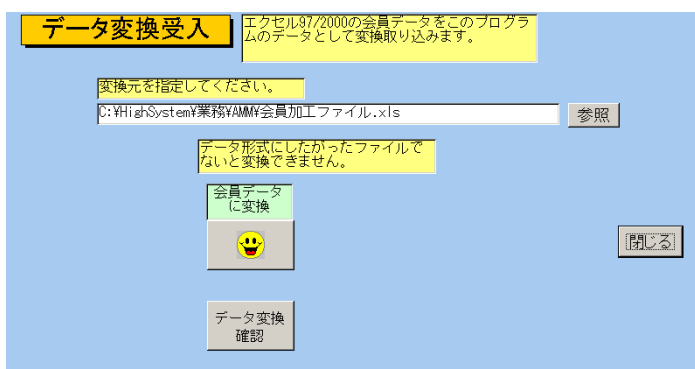 データ変換受入
エクセル97/2000の会員データをこのプログラ
ムのデータとして変換取り込みます。
変換元を指定してください。
C:¥HighSystem¥業務¥AMM¥会員加工ファイル.xls
参照
データ形式にしたがったファイルで
ないと変換できません。
会員データ
に変換
閉じる
データ変換
確認